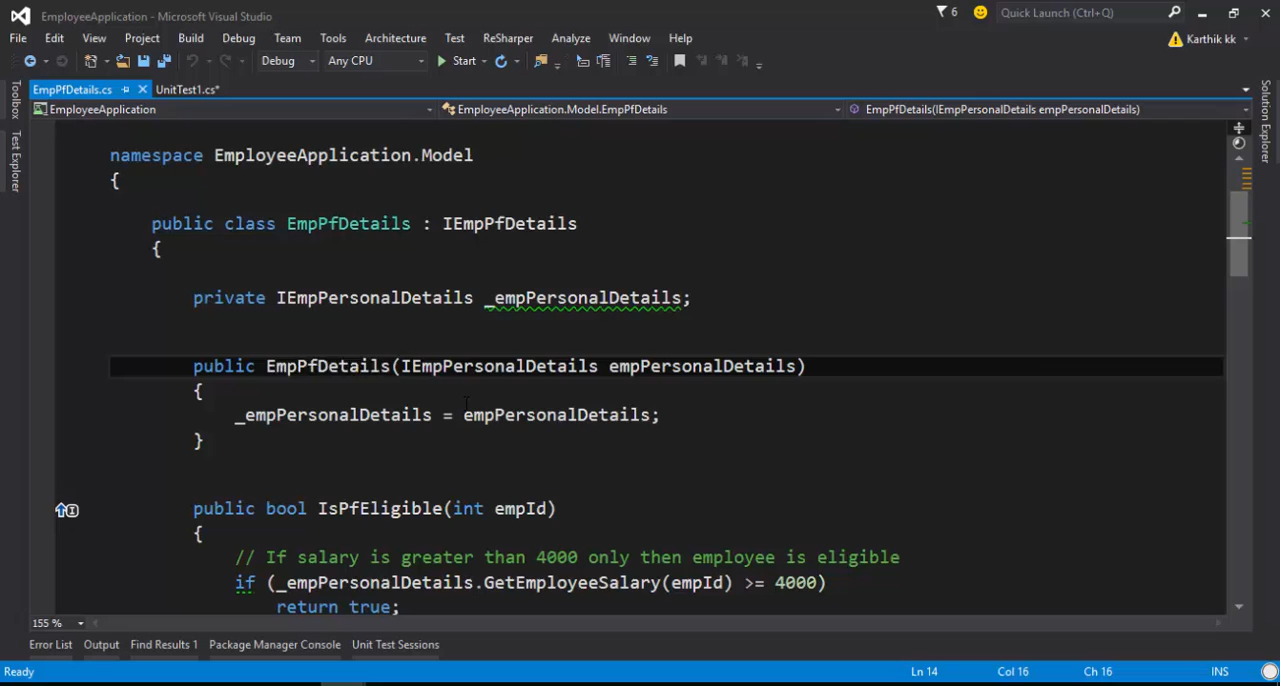 EmployeeApplication - Microsoft Visual Studio
6
Quick Launch (Ctrl+Q)
File Edit View Project Build Debug Team Tools Architecture Test ReSharper Analyze Window Help
Karthik kk
Debug Any CPU Start
EmpPfDetails.cs UnitTest1.cs*
EmployeeApplication EmployeeApplication.Model.EmpPfDetails EmpPfDetails(IEmpPersonalDetails empPersonalDetails)
Toolbox
Test Explorer
Solution Explorer
namespace EmployeeApplication.Model
{
public class EmpPfDetails : IEmpPfDetails
{
private IEmpPersonalDetails _empPersonalDetails;
public EmpPfDetails(IEmpPersonalDetails empPersonalDetails)
{
_empPersonalDetails = empPersonalDetails;
}
public bool IsPfEligible(int empId)
{
// If salary is greater than 4000 only then employee is eligible
if (_empPersonalDetails.GetEmployeeSalary(empId) >= 4000)
return true;
155 %
Error List Output Find Results 1 Package Manager Console Unit Test Sessions
Ready Ln 14 Col 16 Ch 16 INS